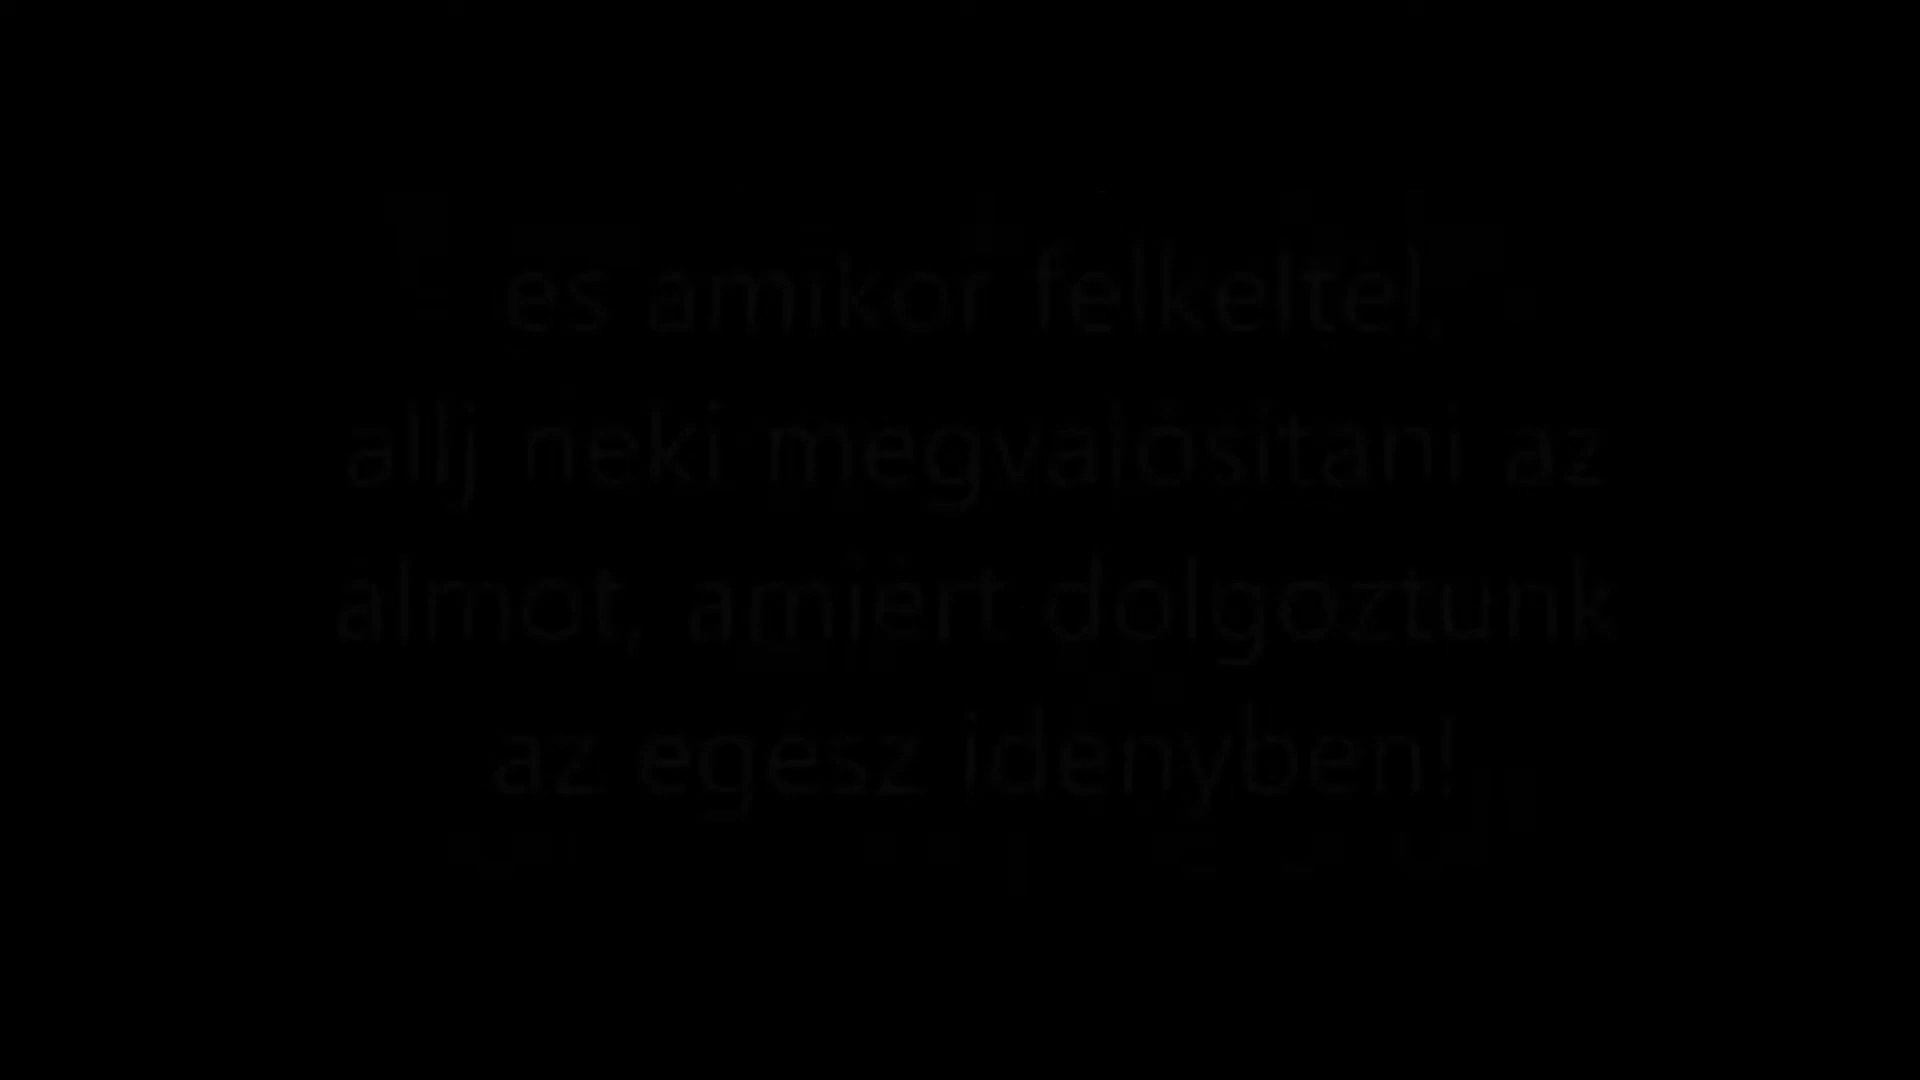 és amikor felkeltél,
állj neki megvalósítani az
álmot, amiért dolgoztunk
az egész idényben!